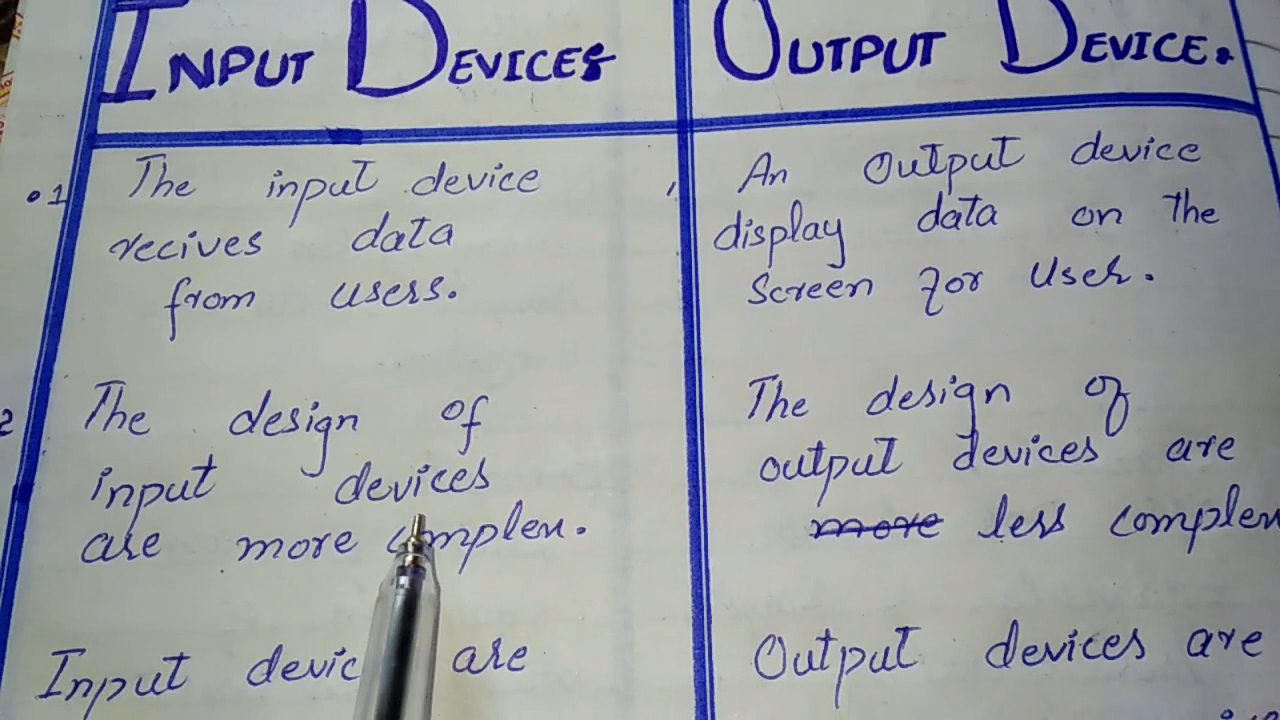 INPUT DEVICES
.1 The input device
recives data
from users.
2 The design of
input devices
are more complex.
Input devic are
OUTPUT DEVICE.
1 An Output device
display data on the
Screen for User.
The design of
output devices are
more less complex
Output devices are